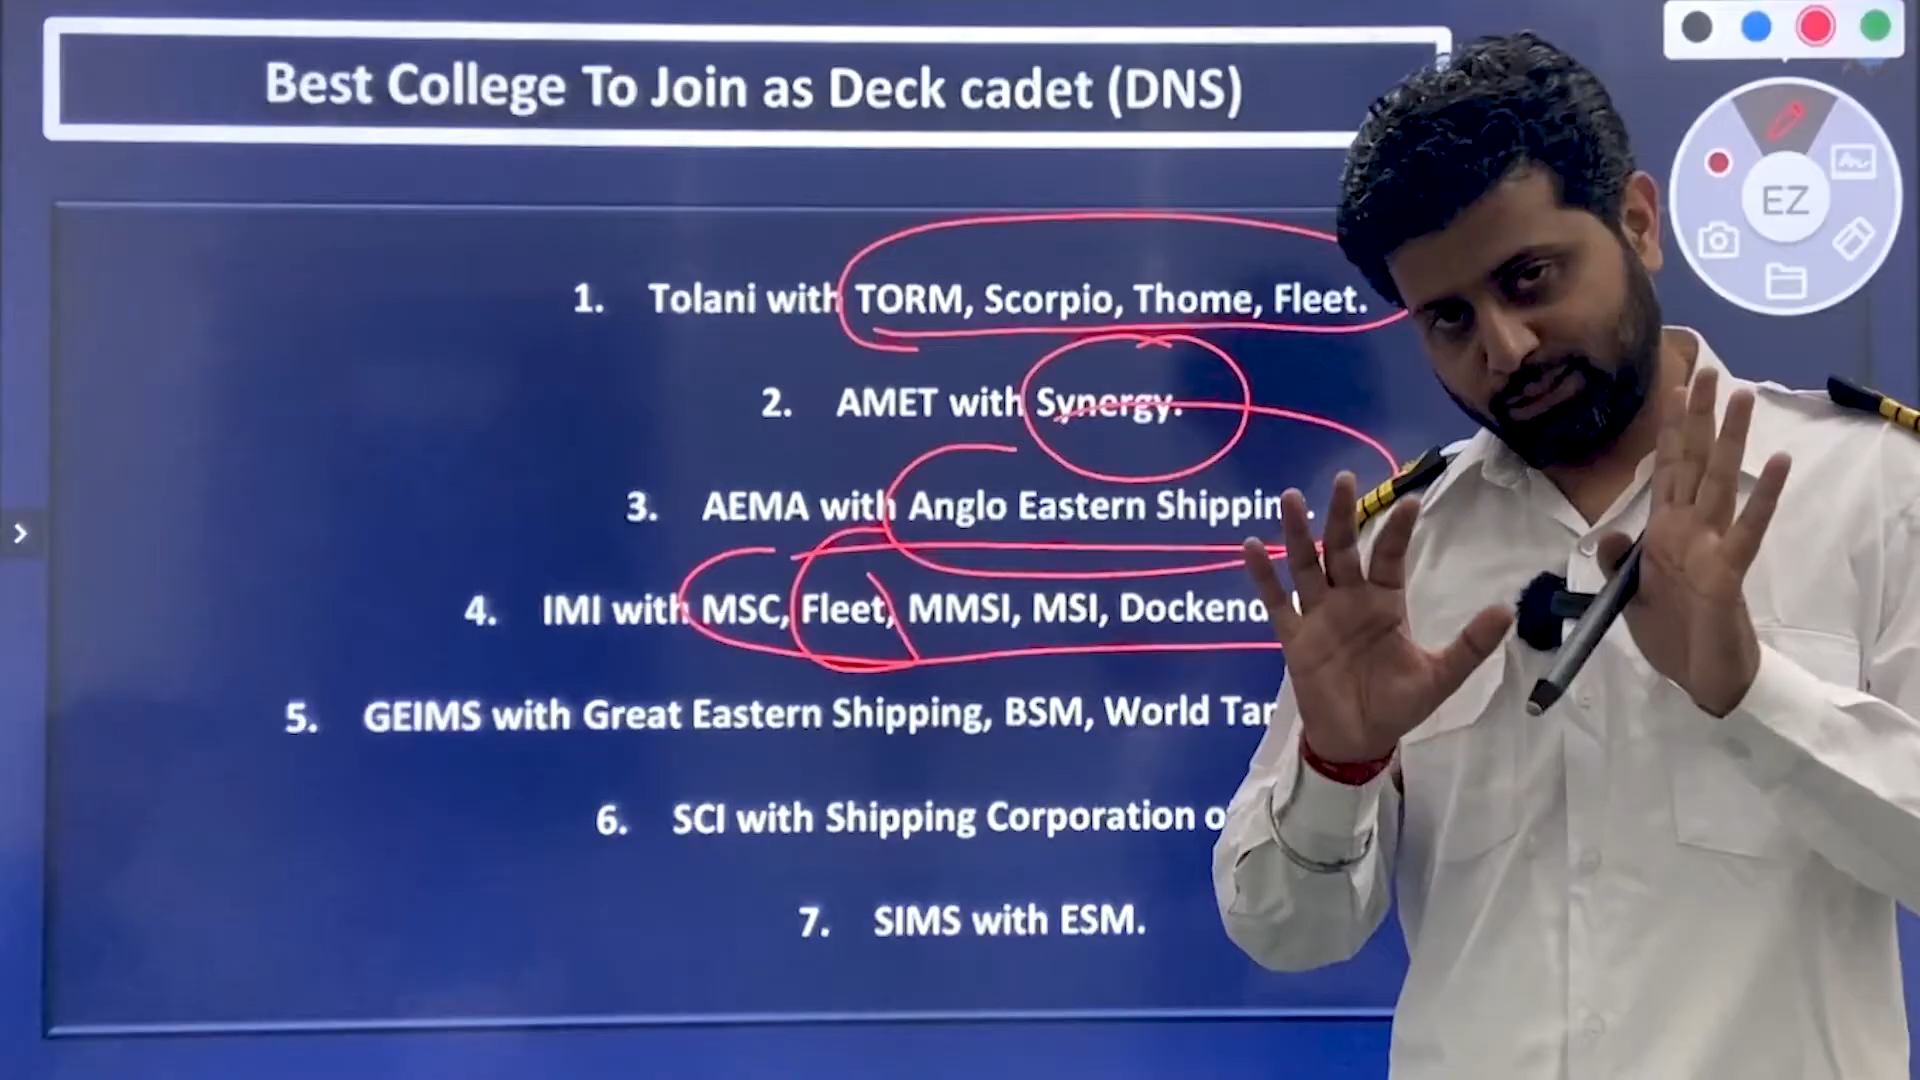 Best College To Join as Deck cadet (DNS)
EZ
1. Tolani with TORM, Scorpio, Thome, Fleet.
2. AMET with Synergy.
3. AEMA with Anglo Eastern Shipping.
4. IMI with MSC, Fleet, MMSI, MSI, Dockend
5. GEIMS with Great Eastern Shipping, BSM, World
6. SCI with Shipping Corporation
7. SIMS with ESM.